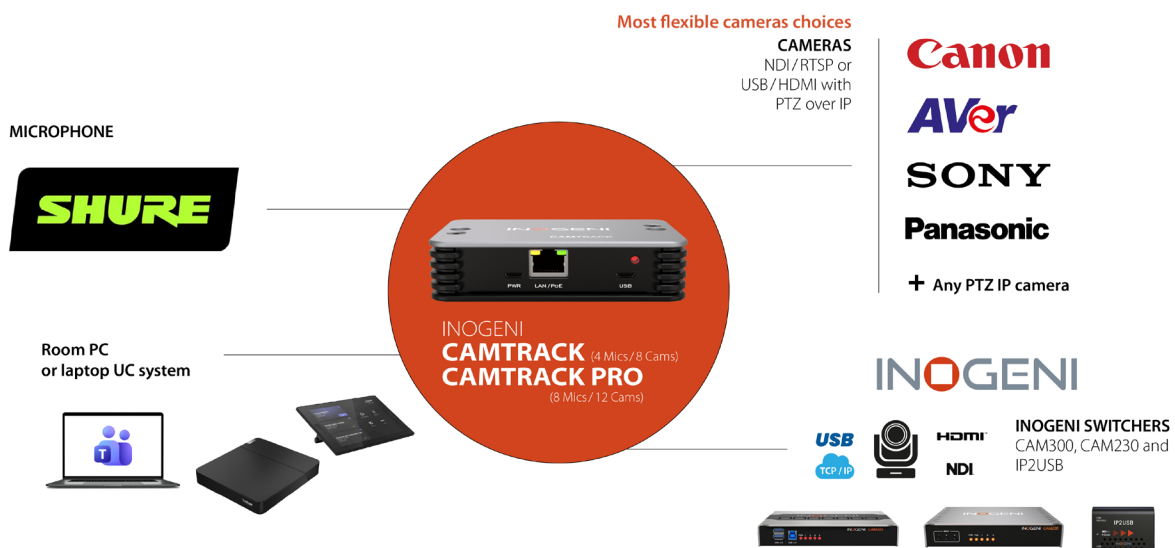 Most flexible cameras choices
CAMERAS
NDI/RTSP or
USB/HDMI with
PTZ over IP
Canon
AVer
SONY
Panasonic
+ Any PTZ IP camera
MICROPHONE
SHURE
INOGENI
CAMTRACK
PWR
LAN/PoE
USB
INOGENI
CAMTRACK (4 Mics/8 Cams)
CAMTRACK PRO
(8 Mics/12 Cams)
Room PC
or laptop UC system
T
INOGENI
USB
TCP/IP
HDMI
NDI
INOGENI SWITCHERS
CAM300, CAM230 and
IP2USB
INOGENI
INOGENI
IP2USB